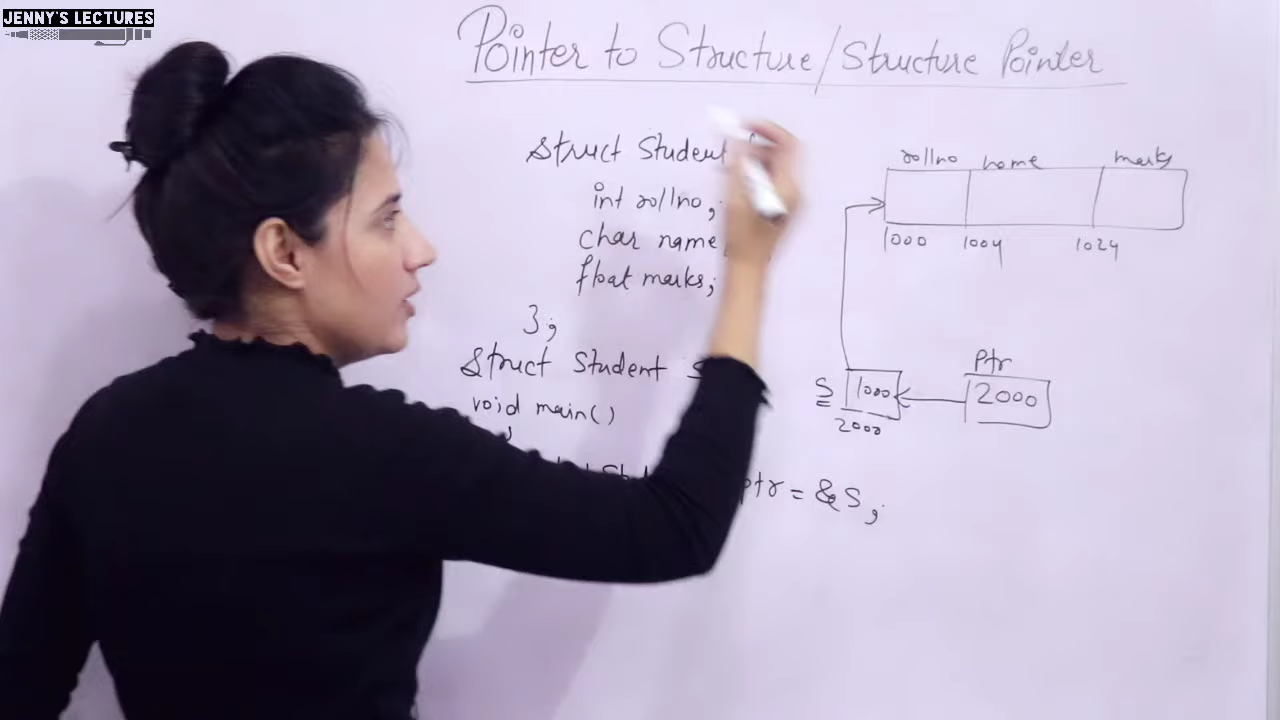 JENNY'S LECTURES
Pointer to Structure/Structure Pointer
Struct Student {
int rollno;
char name
float marks;
};
Struct Student S
void main()
ptr = &S;
rollno name marks
1000 1004 1024
Ptr
S 1000 2000
2000